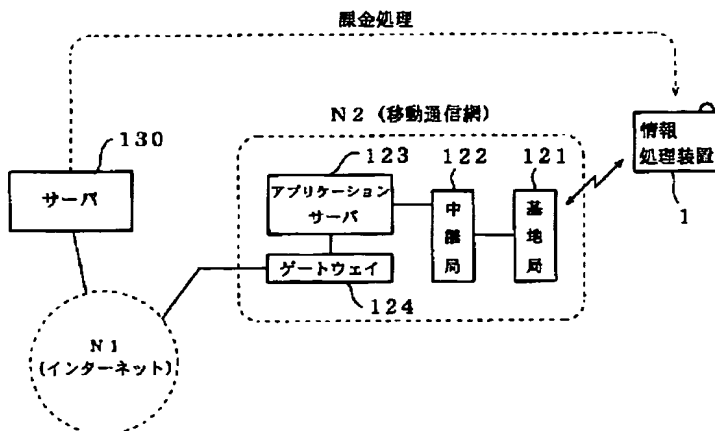 課金処理
N2(移動通信網)
情報
処理装置
1
130
123
122
121
サーバ
アプリケーション
サーバ
中
継
局
基
地
局
ゲートウェイ
124
N1
(インターネット)